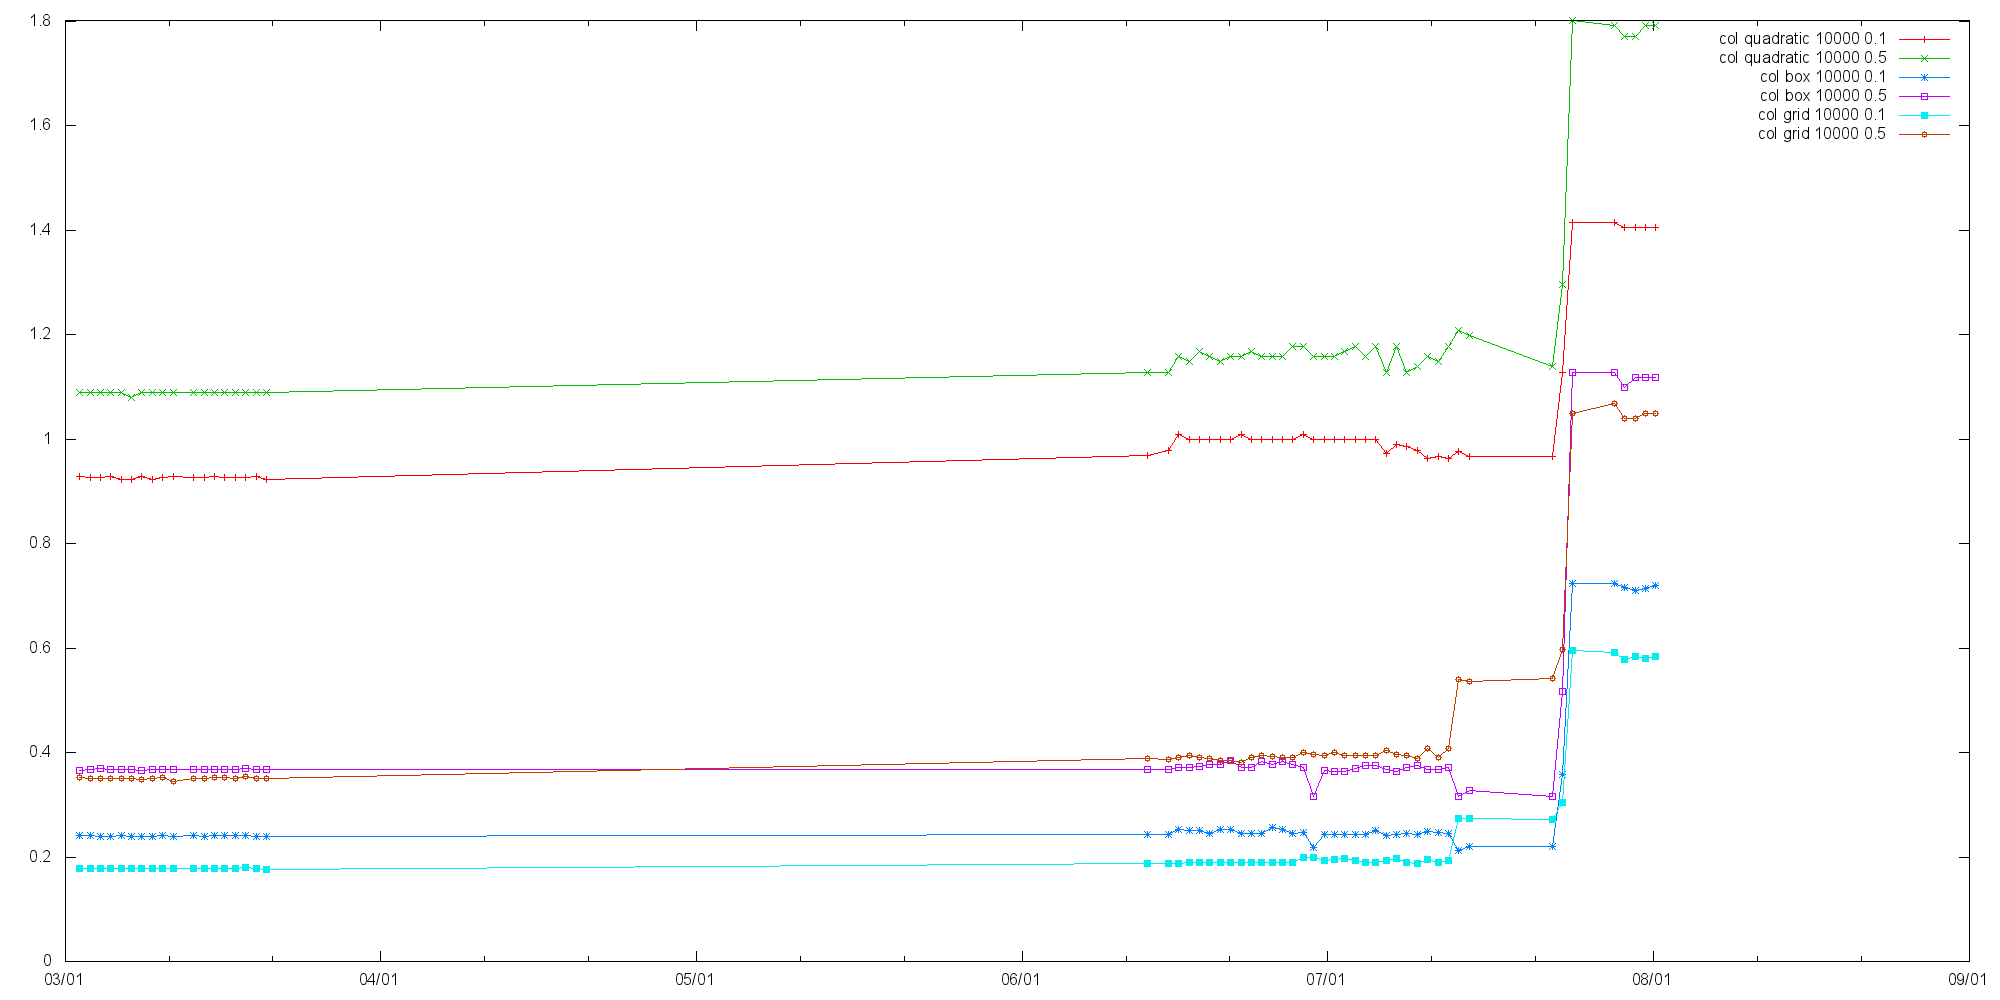 1.8
1.6
1.4
1.2
1
0.8
0.6
0.4
0.2
0
03/01 04/01 05/01 06/01 07/01 08/01 09/01
col quadratic 10000 0.1
col quadratic 10000 0.5
col box 10000 0.1
col box 10000 0.5
col grid 10000 0.1
col grid 10000 0.5